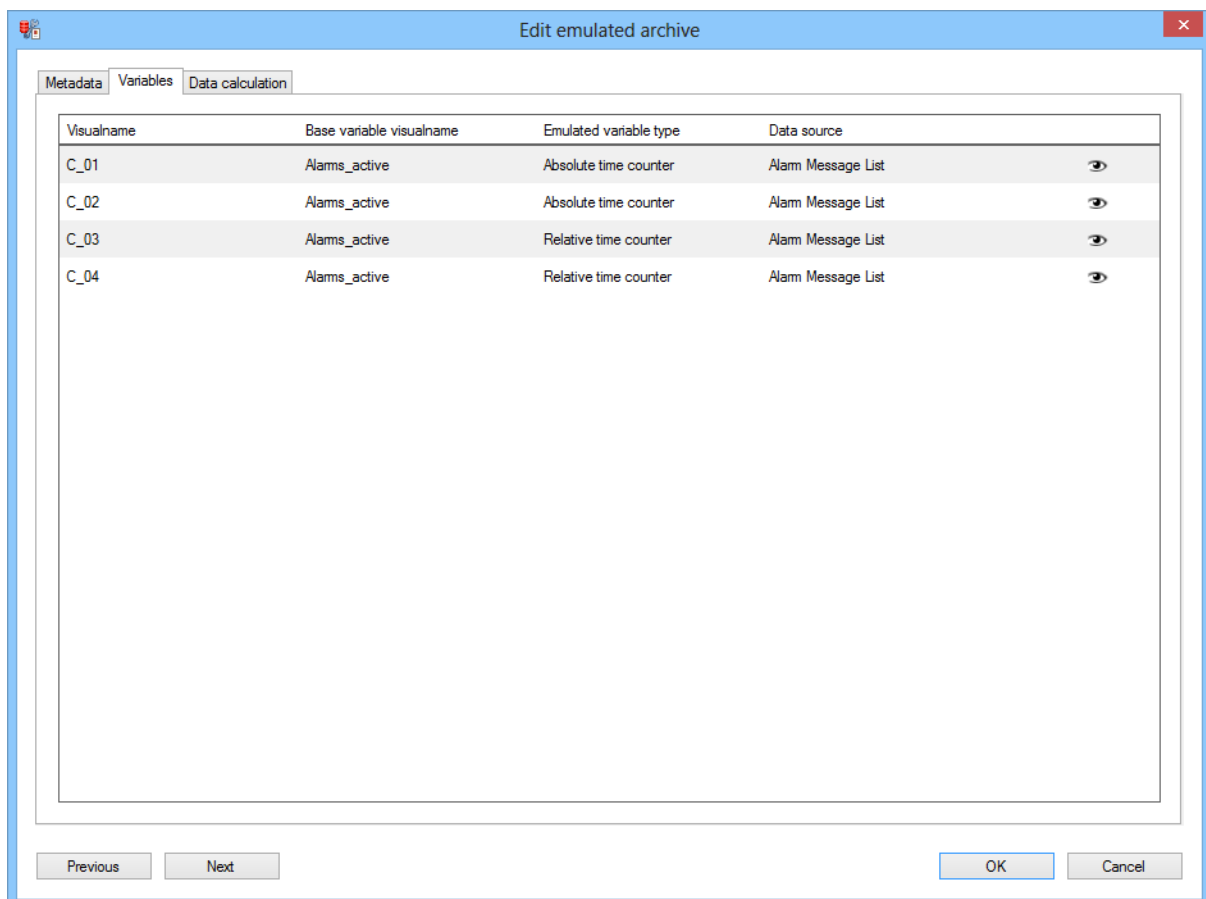 Edit emulated archive
Metadata Variables Data calculation
Visualname Base variable visualname Emulated variable type Data source
C_01 Alarms_active Absolute time counter Alarm Message List
C_02 Alarms_active Absolute time counter Alarm Message List
C_03 Alarms_active Relative time counter Alarm Message List
C_04 Alarms_active Relative time counter Alarm Message List
Previous Next OK Cancel